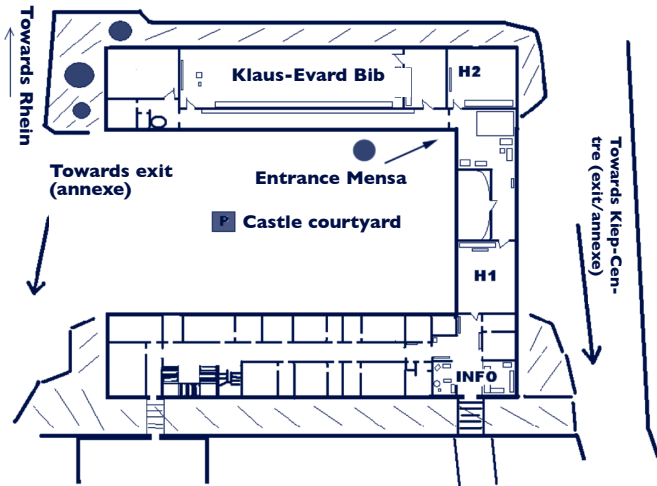 Towards Rhein
Klaus-Evard Bib
H2
Towards exit
(annexe)
Entrance Mensa
P
Castle courtyard
Towards Kiep-Cen-
tre (exit/annexe)
H1
INFO